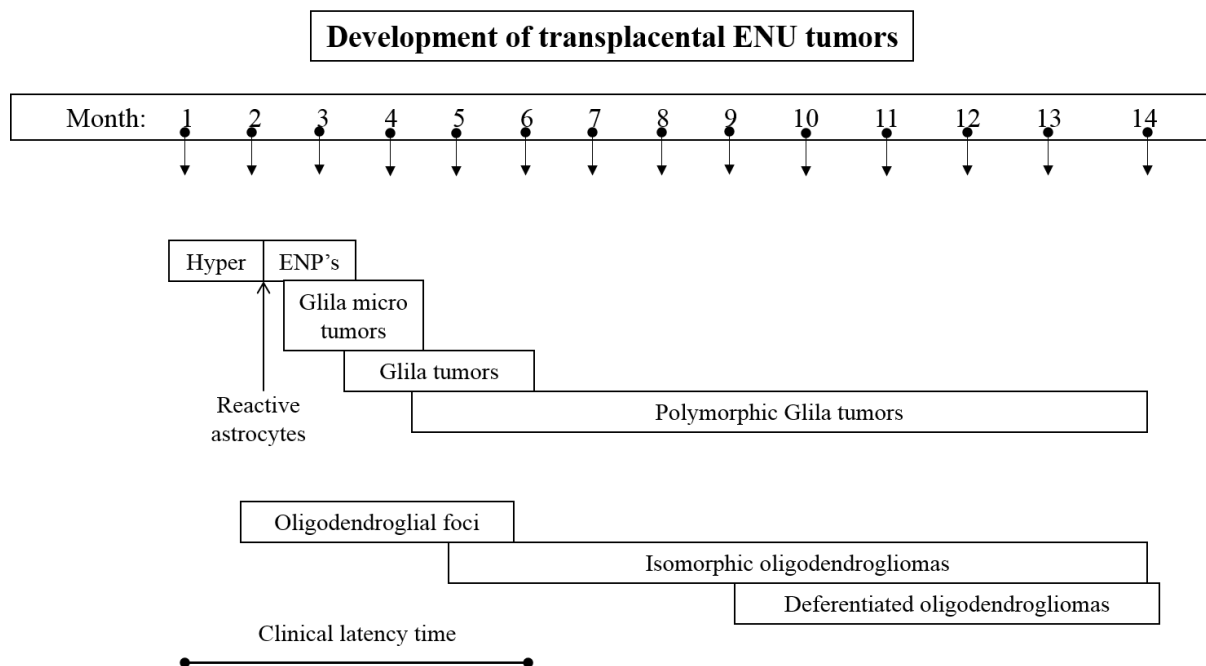 Development of transplacental ENU tumors
Month: 1 2 3 4 5 6 7 8 9 10 11 12 13 14
Hyper ENP’s
Glila micro
tumors
Glila tumors
Polymorphic Glila tumors
Reactive
astrocytes
Oligodendroglial foci
Isomorphic oligodendrogliomas
Deferentiated oligodendrogliomas
Clinical latency time